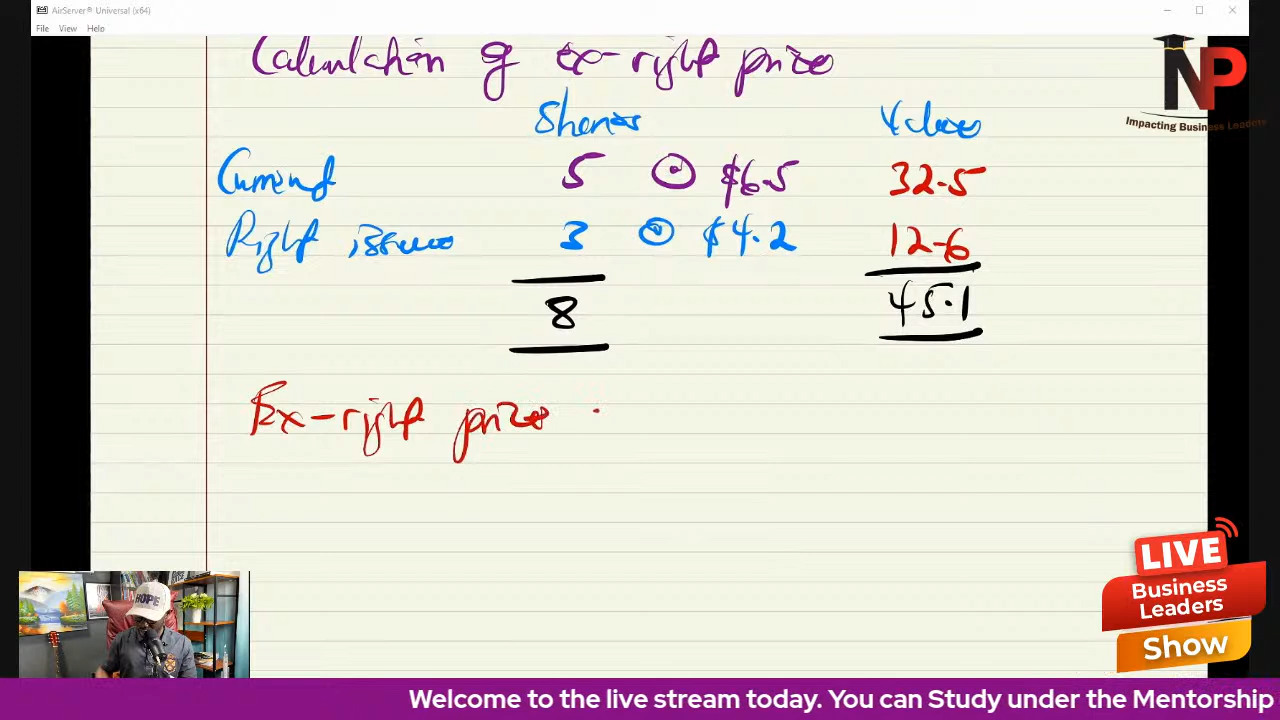 AirServer® Universal (x64)
File View Help
Calculation of ex-right price
Shares Values
Current 5 @ $6.5 32.5
Right issue 3 @ $4.2 12.6
8 45.1
Ex-right price
NP
Impacting Business Leaders
HOPE
LIVE
Business
Leaders
Show
Welcome to the live stream today. You can Study under the Mentorship